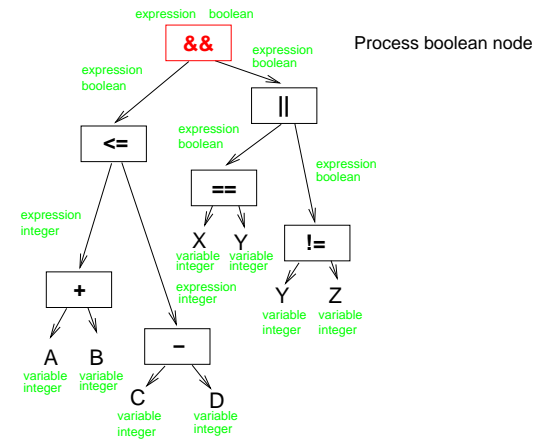 expression boolean
&&
Process boolean node
expression
boolean
expression
boolean
||
<=
expression
boolean
==
expression
boolean
expression
integer
X Y
variable variable
integer integer
!=
+
expression
integer
Y Z
variable variable
integer integer
–
A B
variable variable
integer integer
C D
variable variable
integer integer